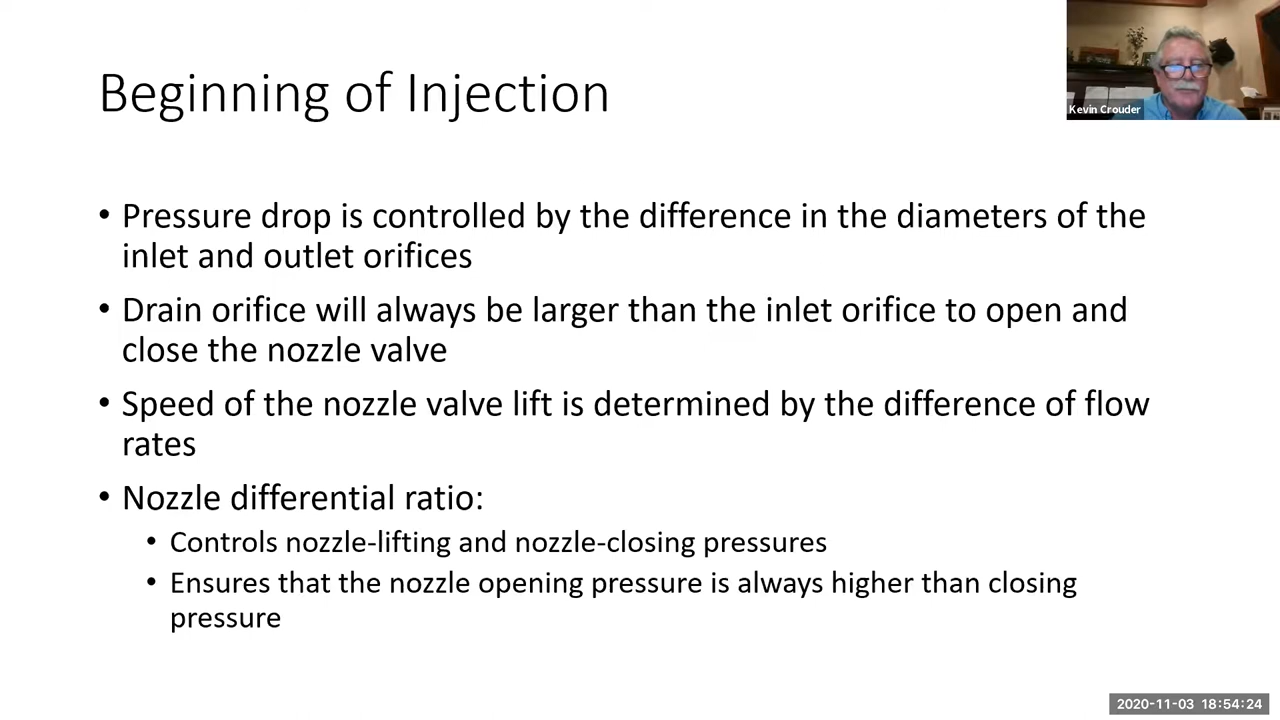 Beginning of Injection
Kevin Crouder
• Pressure drop is controlled by the difference in the diameters of the
inlet and outlet orifices
• Drain orifice will always be larger than the inlet orifice to open and
close the nozzle valve
• Speed of the nozzle valve lift is determined by the difference of flow
rates
• Nozzle differential ratio:
• Controls nozzle-lifting and nozzle-closing pressures
• Ensures that the nozzle opening pressure is always higher than closing
pressure
2020-11-03 18:54:24